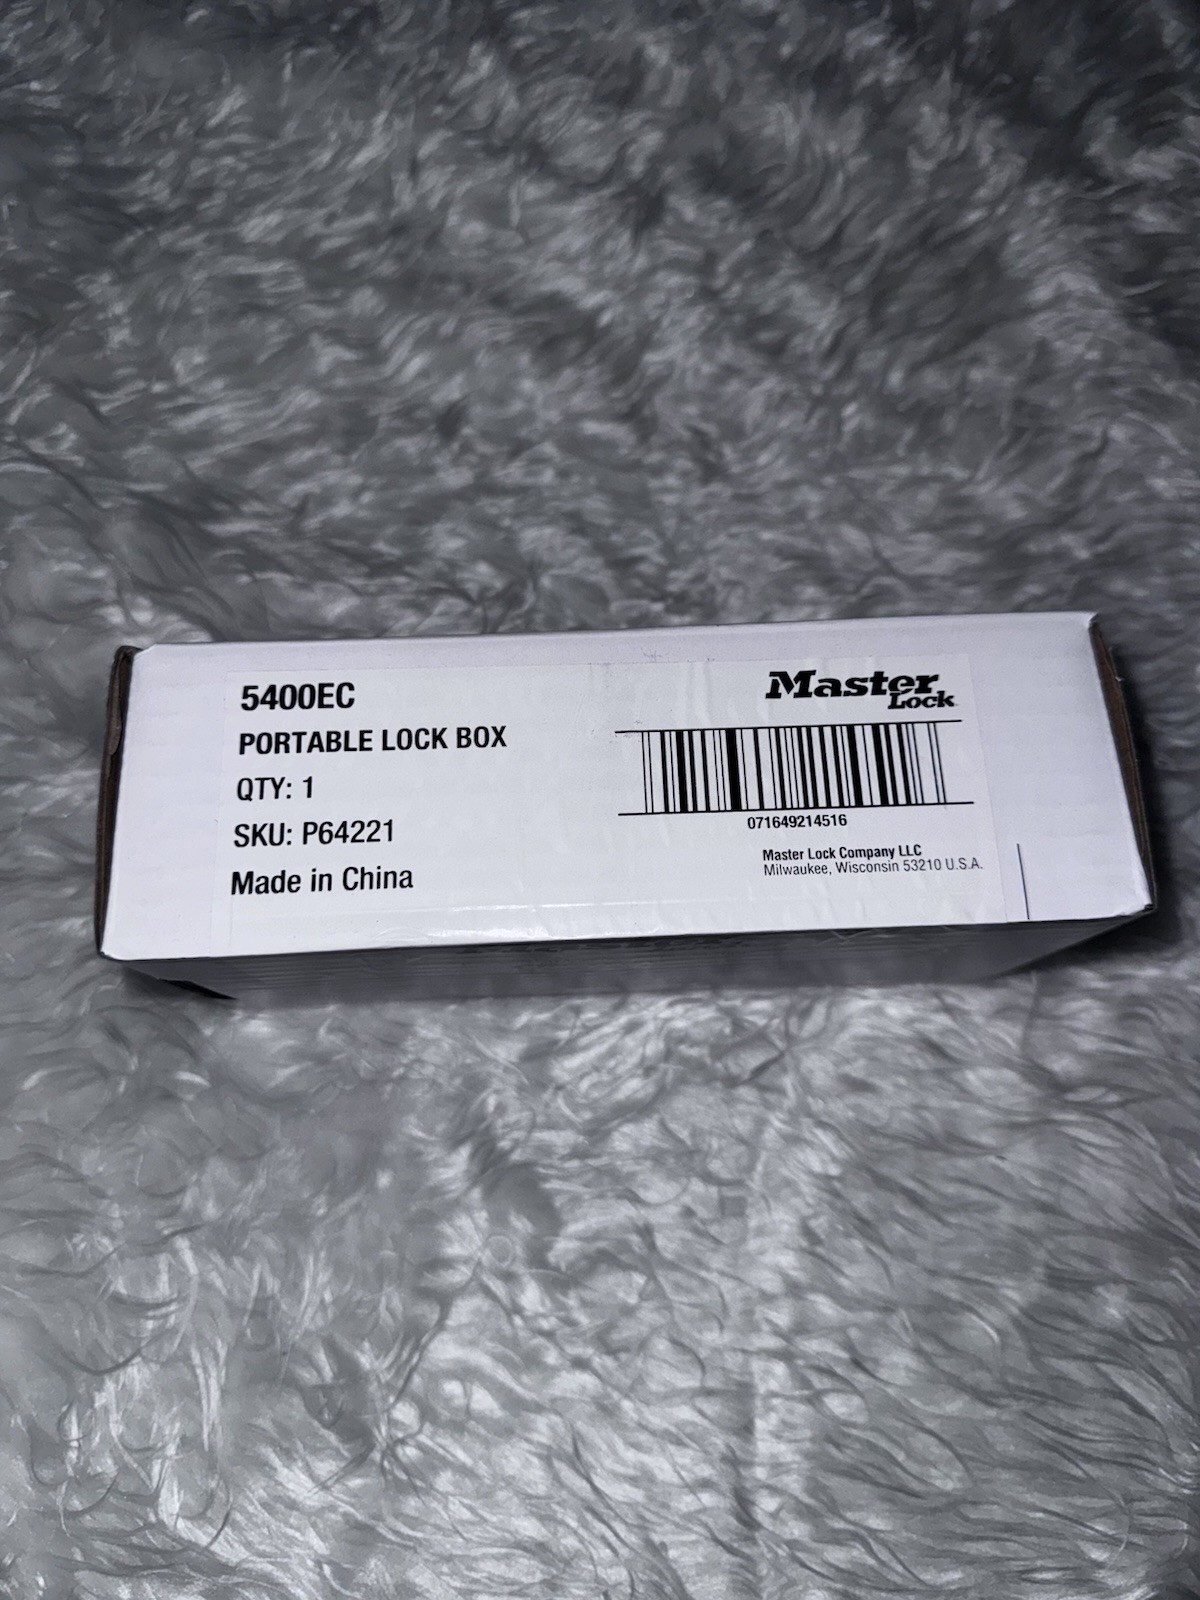 5400EC
PORTABLE LOCK BOX
QTY: 1
SKU: P64221
Made in China
Master
Lock
071649214516
Master Lock Company LLC
Milwaukee, Wisconsin 53210 U.S.A.